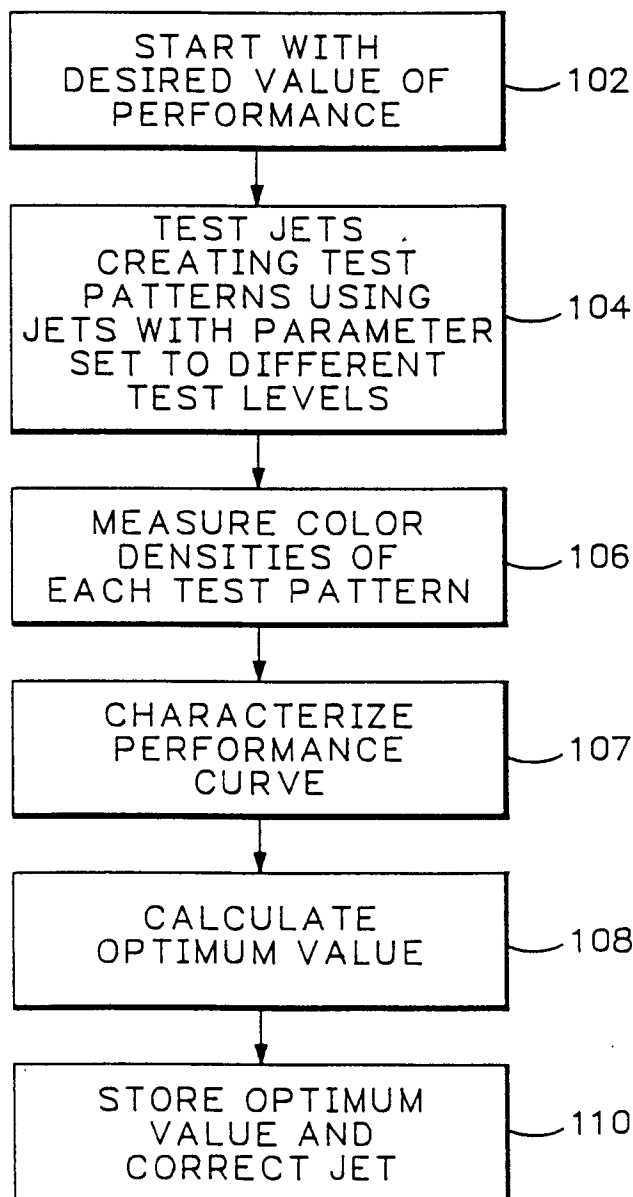 START WITH
DESIRED VALUE OF
PERFORMANCE
102
TEST JETS
CREATING TEST
PATTERNS USING
JETS WITH PARAMETER
SET TO DIFFERENT
TEST LEVELS
104
MEASURE COLOR
DENSITIES OF
EACH TEST PATTERN
106
CHARACTERIZE
PERFORMANCE
CURVE
107
CALCULATE
OPTIMUM VALUE
108
STORE OPTIMUM
VALUE AND
CORRECT JET
110